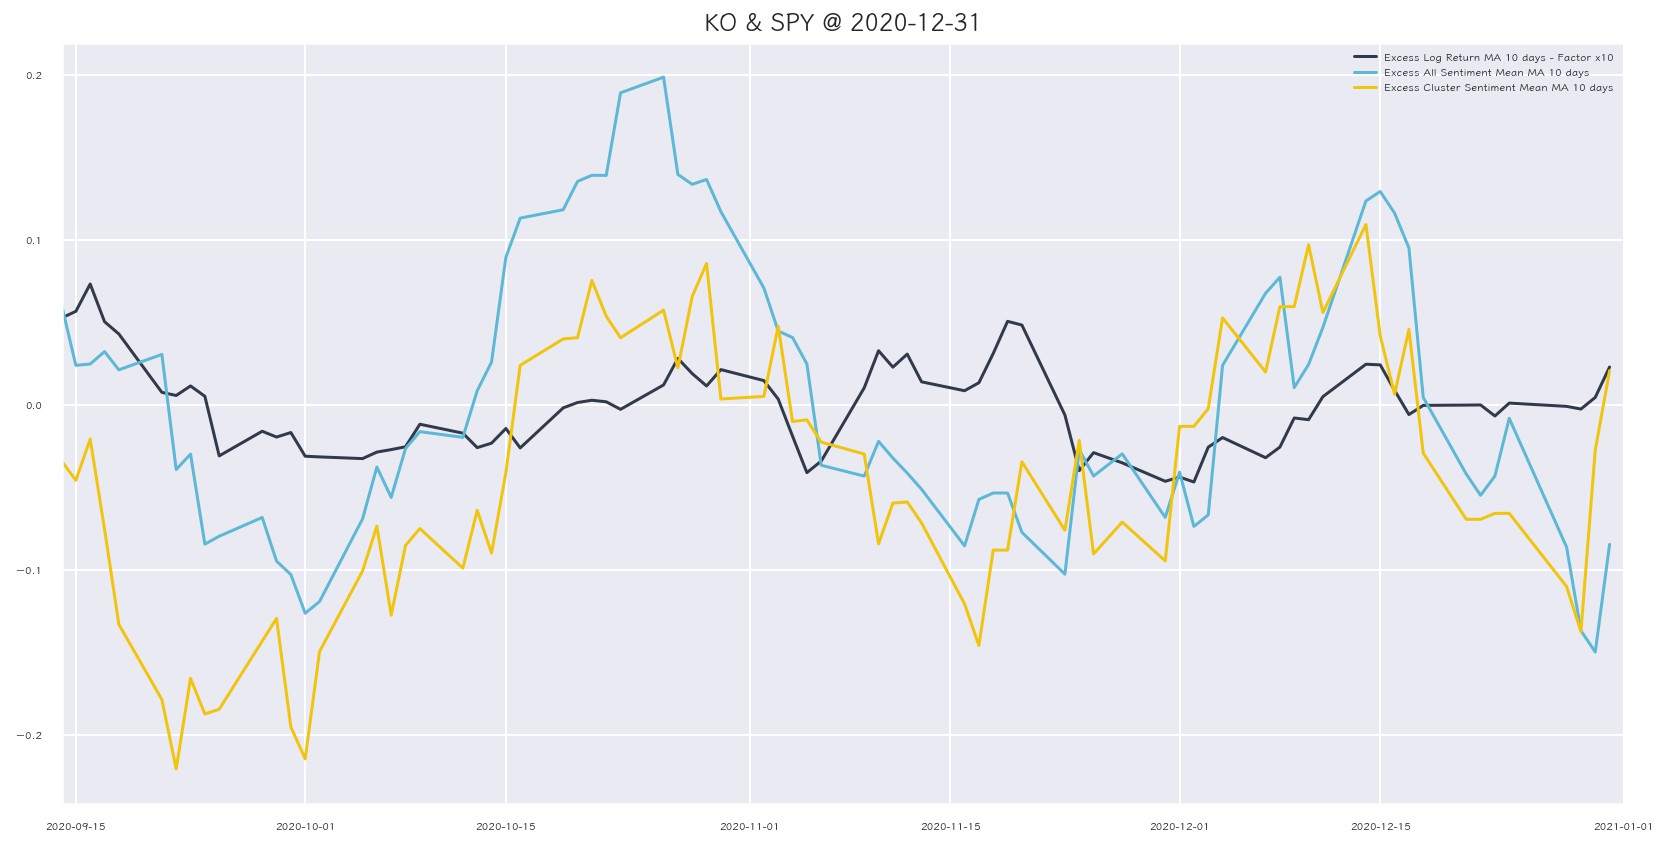 KO & SPY @ 2020-12-31
Excess Log Return MA 10 days - Factor x10
Excess All Sentiment Mean MA 10 days
Excess Cluster Sentiment Mean MA 10 days
0.2
0.1
0.0
−0.1
−0.2
2020-09-15 2020-10-01 2020-10-15 2020-11-01 2020-11-15 2020-12-01 2020-12-15 2021-01-01